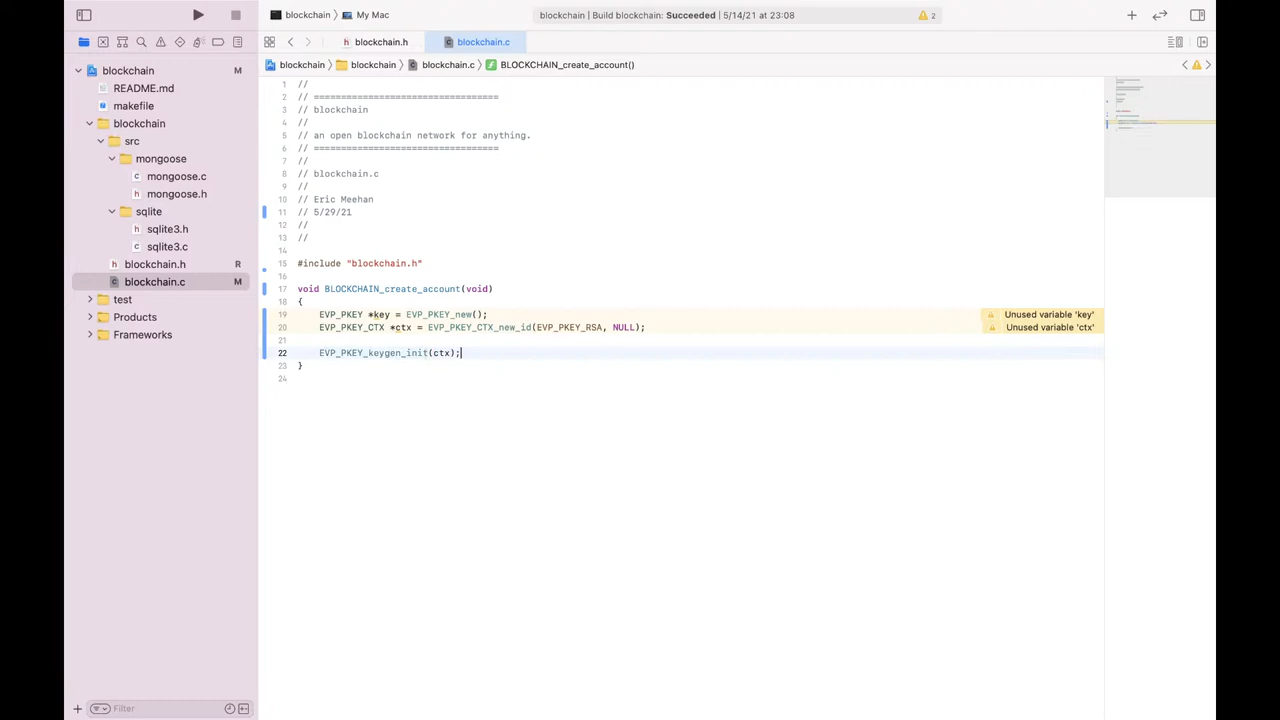 blockchain
My Mac
blockchain | Build blockchain: Succeeded | 5/14/21 at 23:08
2
blockchain.h
blockchain.c
blockchain
blockchain
blockchain.c
BLOCKCHAIN_create_account()
blockchain M
README.md
makefile
blockchain
src
mongoose
mongoose.c
mongoose.h
sqlite
sqlite3.h
sqlite3.c
blockchain.h R
blockchain.c M
test
Products
Frameworks
Filter
1 //
2 // ==================================
3 // blockchain
4 //
5 // an open blockchain network for anything.
6 // ==================================
7 //
8 // blockchain.c
9 //
10 // Eric Meehan
11 // 5/29/21
12 //
13 //
14
15 #include "blockchain.h"
16
17 void BLOCKCHAIN_create_account(void)
18 {
19 EVP_PKEY *key = EVP_PKEY_new(); Unused variable 'key'
20 EVP_PKEY_CTX *ctx = EVP_PKEY_CTX_new_id(EVP_PKEY_RSA, NULL); Unused variable 'ctx'
21
22 EVP_PKEY_keygen_init(ctx);
23 }
24